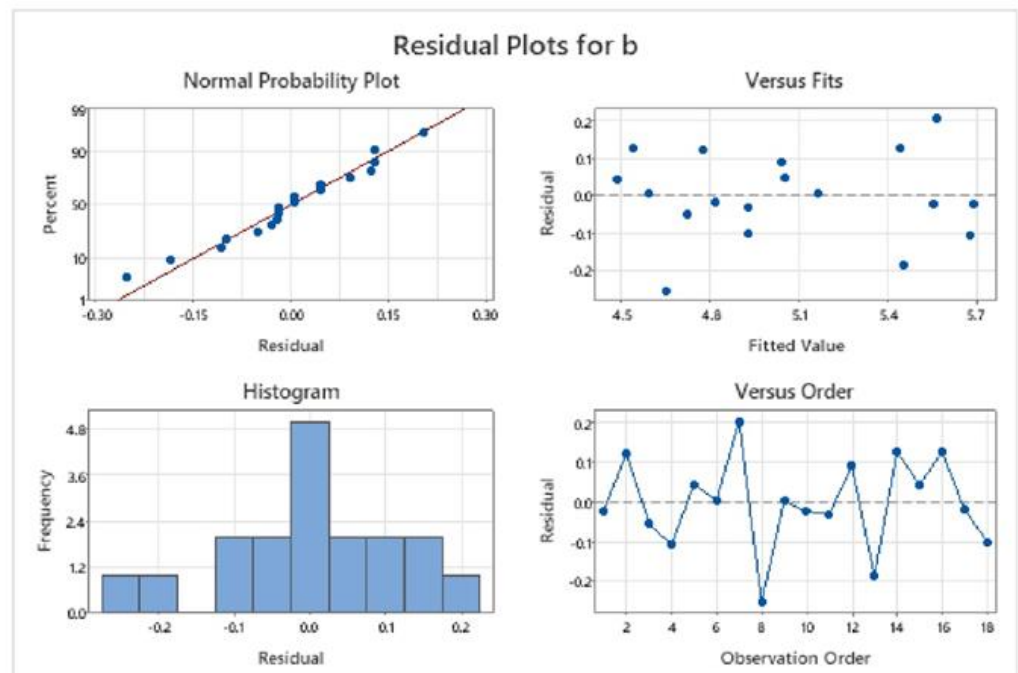 Residual Plots for b
Normal Probability Plot
Versus Fits
99
90
50
10
1
Percent
-0.30 -0.15 0.00 0.15 0.30
Residual
0.2
0.1
0.0
-0.1
-0.2
Residual
4.5 4.8 5.1 5.4 5.7
Fitted Value
Histogram
Versus Order
4.8
3.6
2.4
1.2
0.0
Frequency
-0.2 -0.1 0.0 0.1 0.2
Residual
0.2
0.1
0.0
-0.1
-0.2
Residual
2 4 6 8 10 12 14 16 18
Observation Order